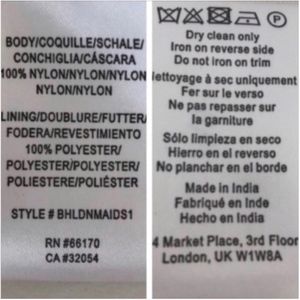 BODY/COQUILLE/SCHALE/
CONCHIGLIA/CÁSCARA
100% NYLON/NYLON/NYLON
NYLON/NYLON
LINING/DOUBLURE/FUTTER/
FODERA/REVESTIMIENTO
100% POLYESTER/
POLYESTER/POLYESTER/
POLIESTERE/POLIÉSTER
STYLE # BHLDNMAIDS1
RN #66170
CA #32054
P
Dry clean only
Iron on reverse side
Do not iron on trim
Nettoyage à sec uniquement
Fer sur le verso
Ne pas repasser sur
la garniture
Sólo limpieza en seco
Hierro en el reverso
No planchar en el borde
Made in India
Fabriqué en Inde
Hecho en India
4 Market Place, 3rd Floor
London, UK W1W8A